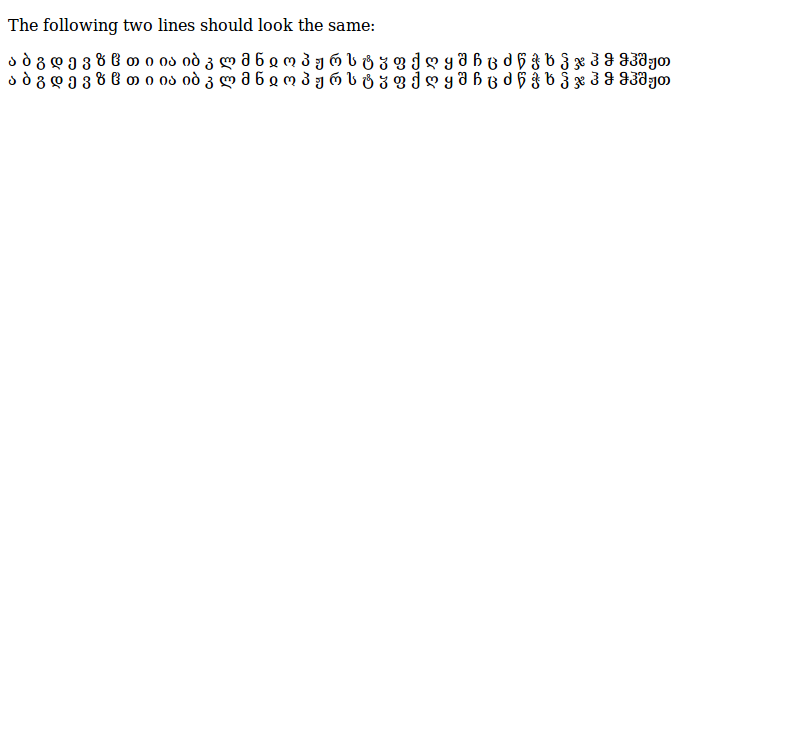 The following two lines should look the same:
ა ბ გ დ ე ვ ზ ჱ თ ი ია იბ კ ლ მ ნ ჲ ო პ ჟ რ ს ტ ჳ ფ ქ ღ ყ შ ჩ ც ძ წ ჭ ხ ჴ ჯ ჰ ჵ ჵჰშჟთ
ა ბ გ დ ე ვ ზ ჱ თ ი ია იბ კ ლ მ ნ ჲ ო პ ჟ რ ს ტ ჳ ფ ქ ღ ყ შ ჩ ც ძ წ ჭ ხ ჴ ჯ ჰ ჵ ჵჰშჟთ